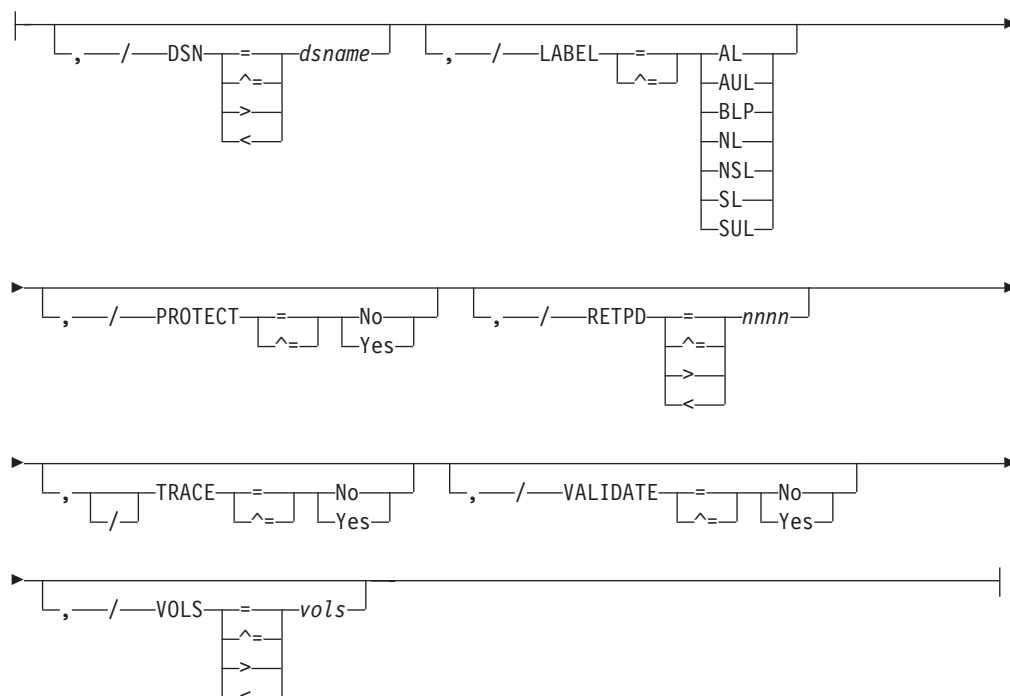 , / DSN = dsname , / LABEL = AL
^= ^= AUL
> BLP
< NL
NSL
SL
SUL
, / PROTECT = No , / RETPD = nnnn
^= Yes ^=
>
<
, TRACE = No , / VALIDATE = No
/ ^= Yes ^= Yes
, / VOLS = vols
^=
>
<